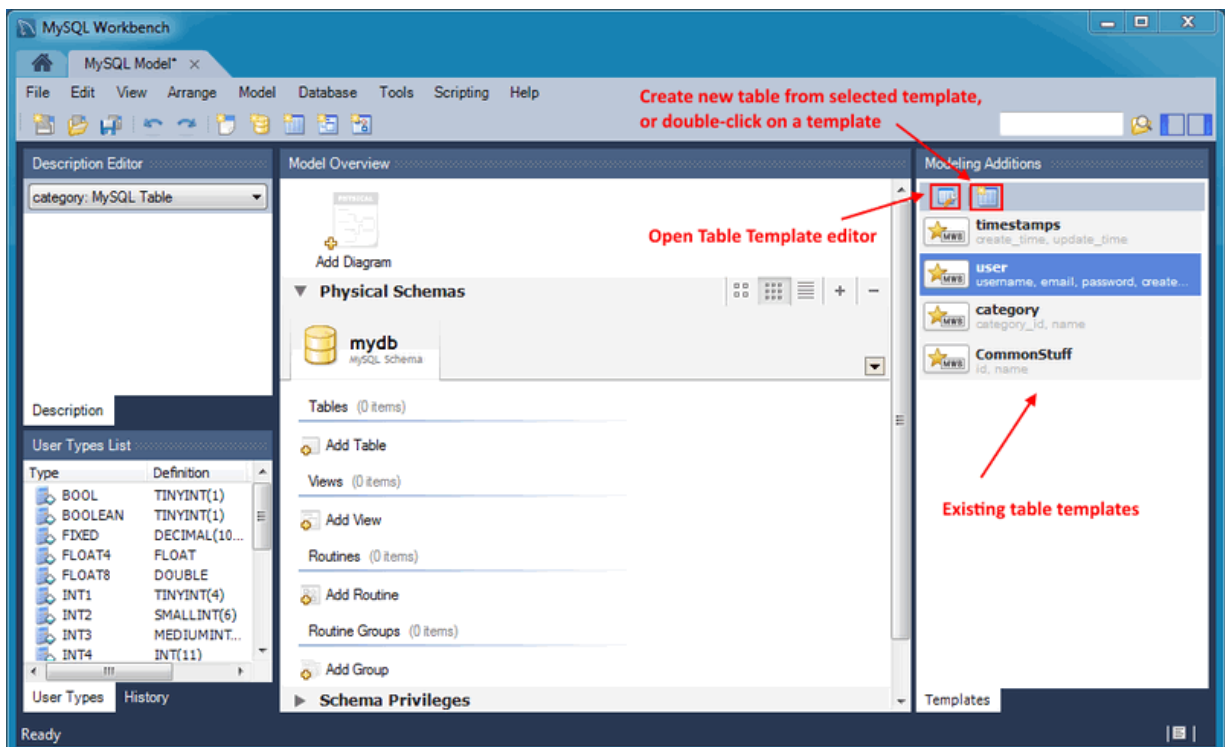 MySQL Workbench
MySQL Model*
File Edit View Arrange Model Database Tools Scripting Help
Create new table from selected template,
or double-click on a template
Description Editor
category: MySQL Table
Description
User Types List
Type Definition
BOOL TINYINT(1)
BOOLEAN TINYINT(1)
FIXED DECIMAL(10...
FLOAT4 FLOAT
FLOAT8 DOUBLE
INT1 TINYINT(4)
INT2 SMALLINT(6)
INT3 MEDIUMINT...
INT4 INT(11)
User Types History
Model Overview
PHYSICAL
Add Diagram
Open Table Template editor
Physical Schemas
mydb
MySQL Schema
Tables (0 items)
Add Table
Views (0 items)
Add View
Routines (0 items)
Add Routine
Routine Groups (0 items)
Add Group
Schema Privileges
Modeling Additions
MWB timestamps
create_time, update_time
MWB user
username, email, password, create...
MWB category
category_id, name
MWB CommonStuff
id, name
Existing table templates
Templates
Ready